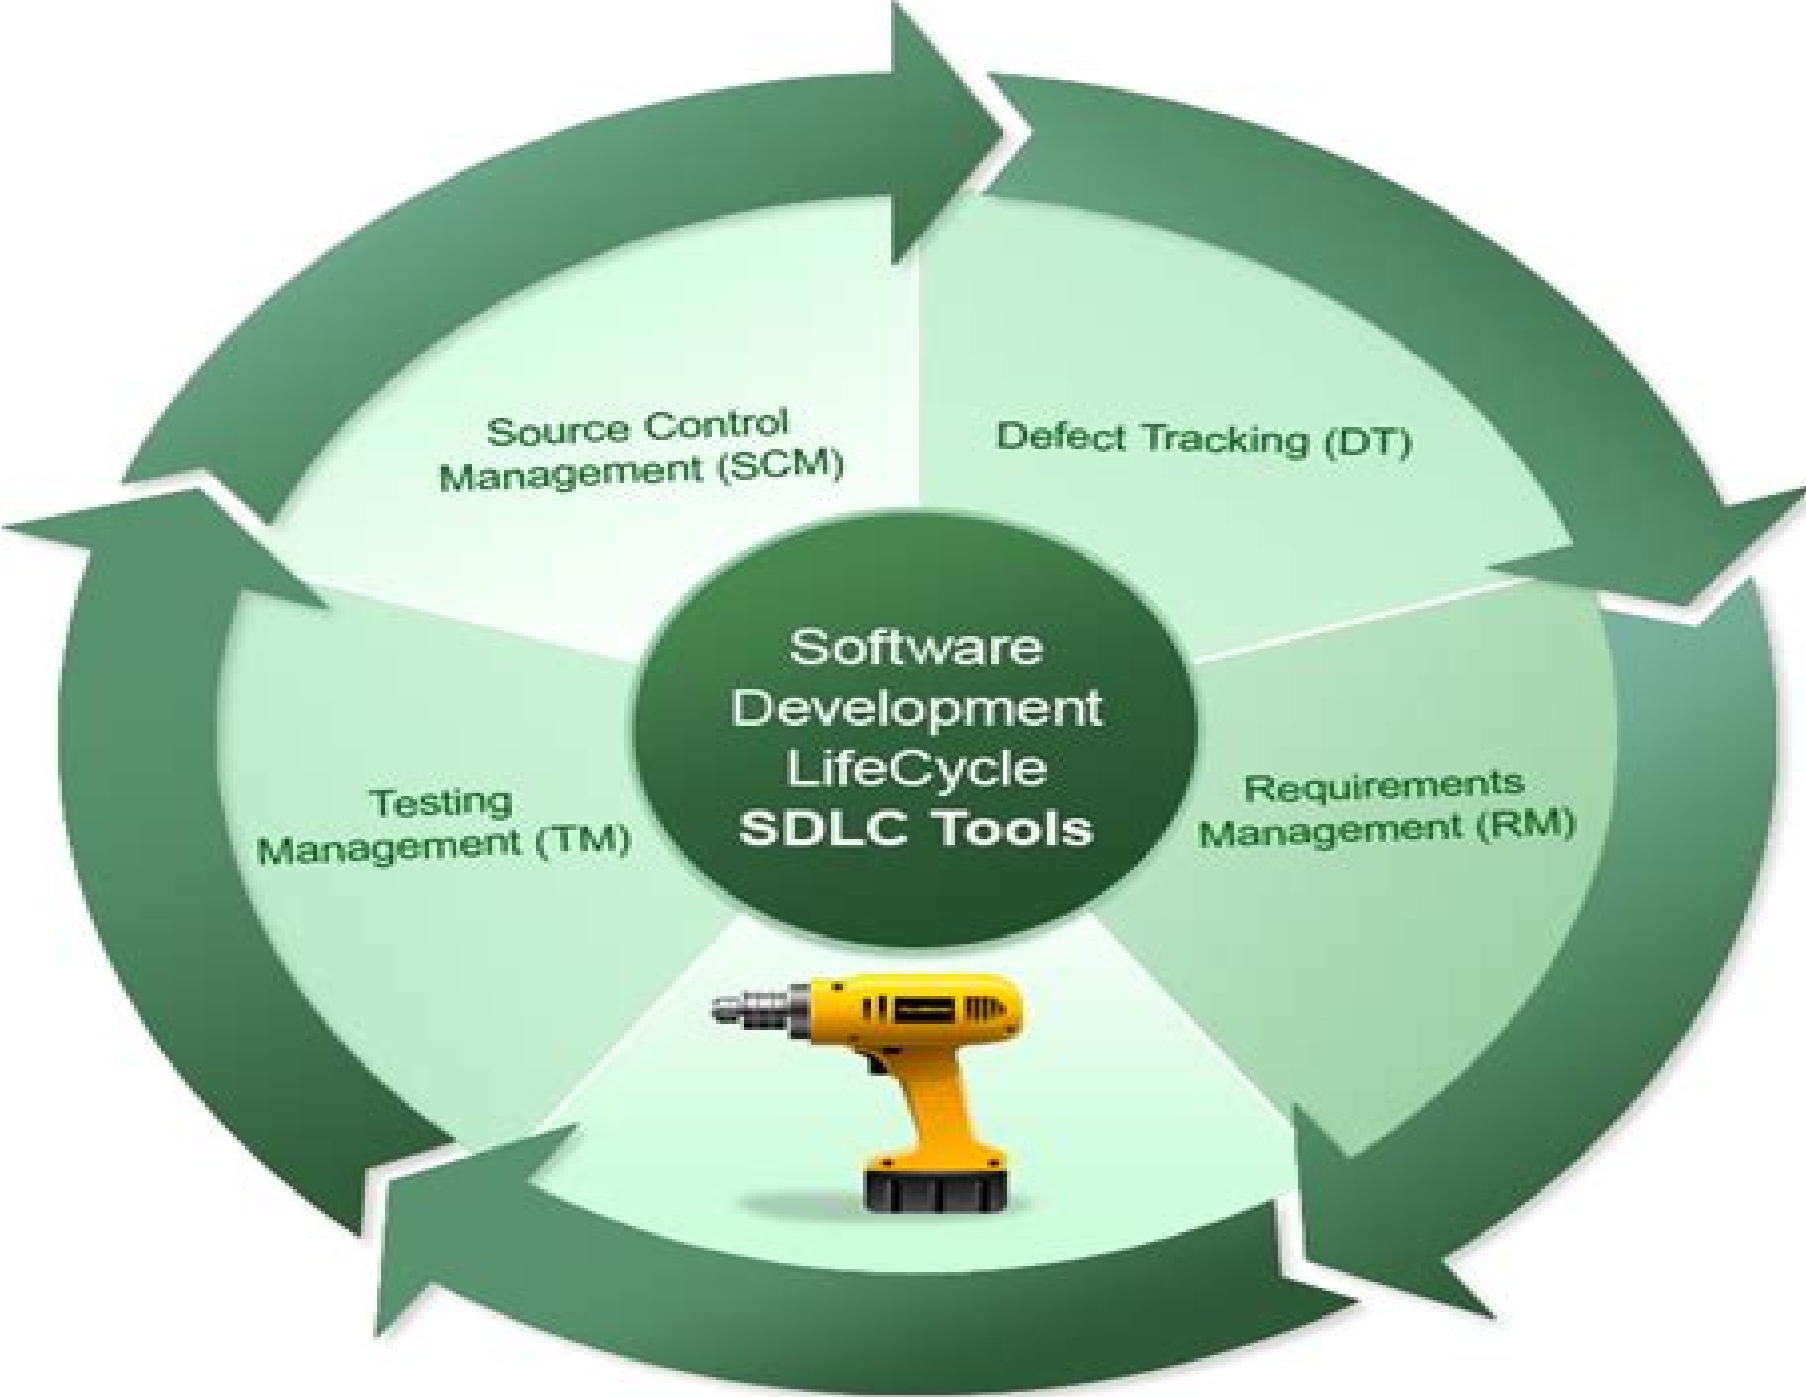 Source Control
Management (SCM)
Defect Tracking (DT)
Software
Development
LifeCycle
SDLC Tools
Testing
Management (TM)
Requirements
Management (RM)